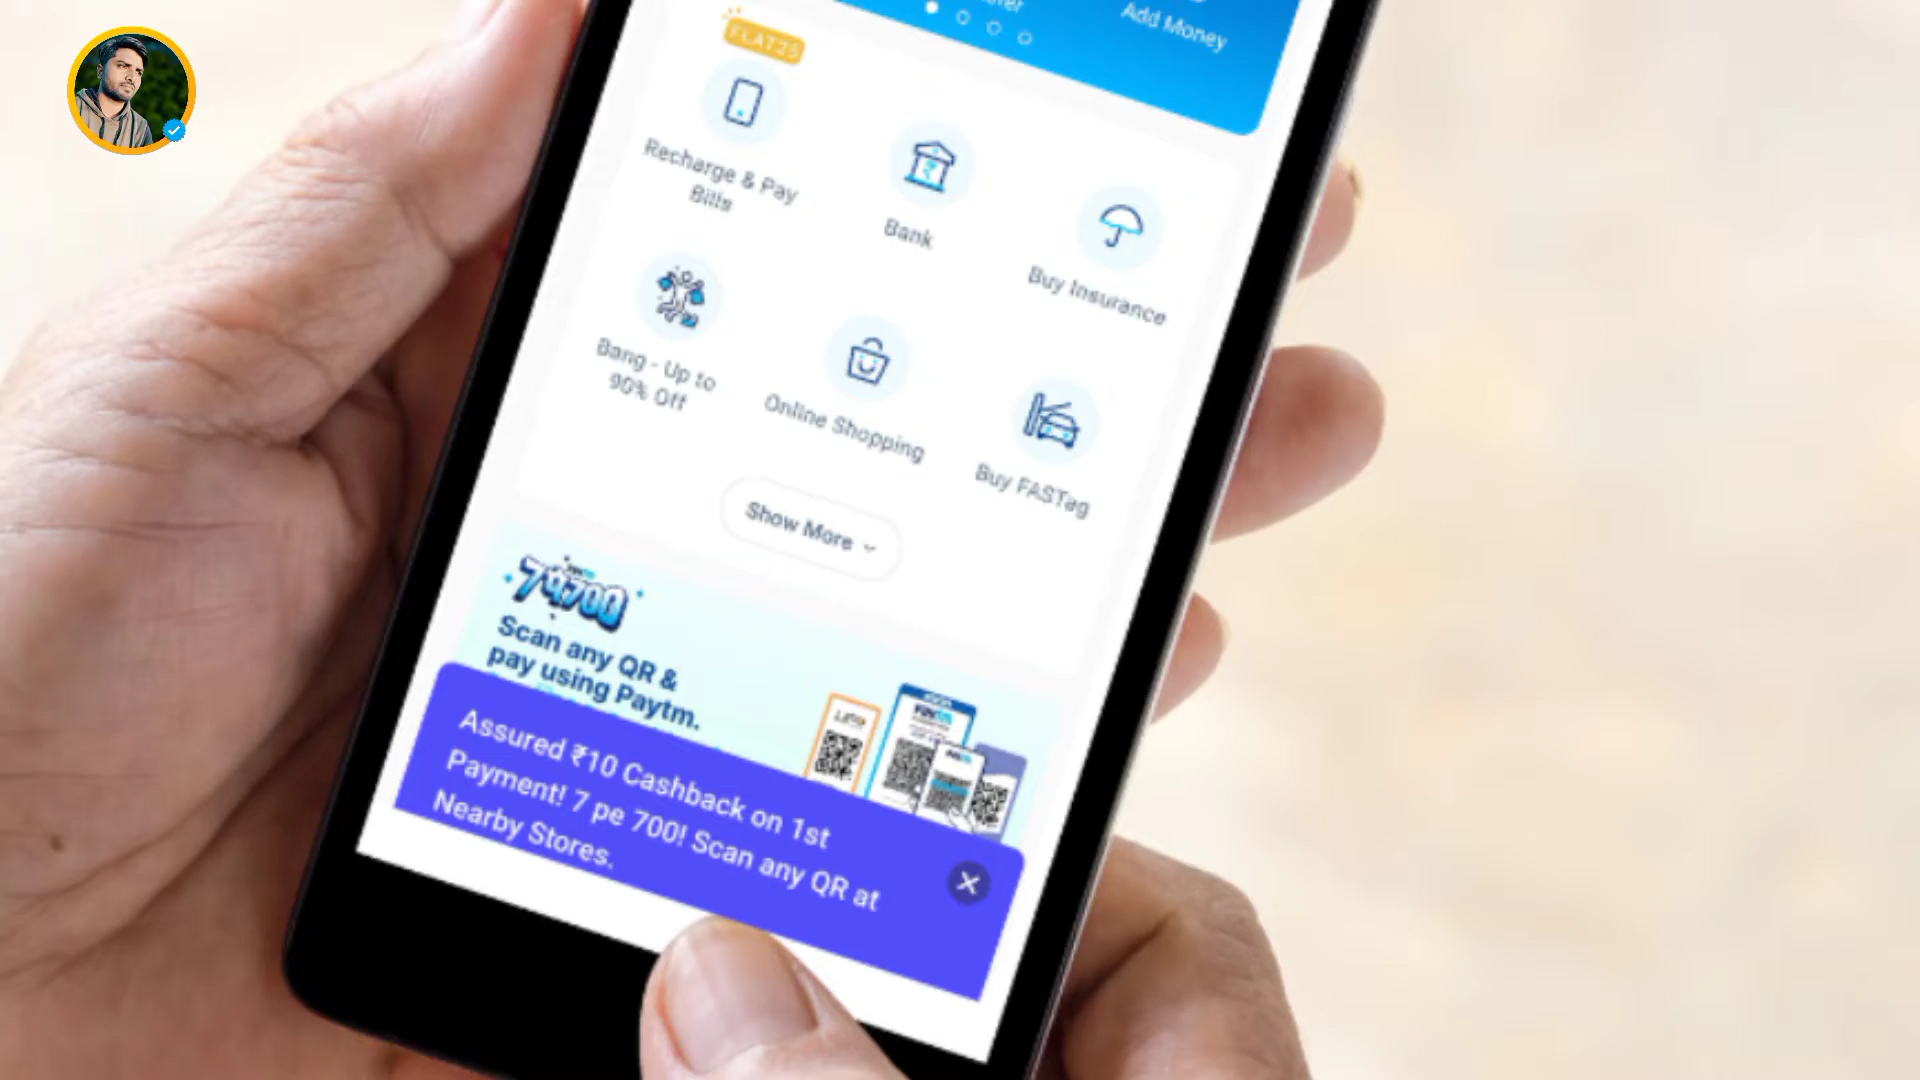 Add Money
FLAT25
Recharge & Pay
Bills
Bank
Buy Insurance
Bang - Up to
90% Off
Online Shopping
Buy FASTag
Show More
Scan any QR &
pay using Paytm.
Assured ₹10 Cashback on 1st
Payment! 7 pe 700! Scan any QR at
Nearby Stores.